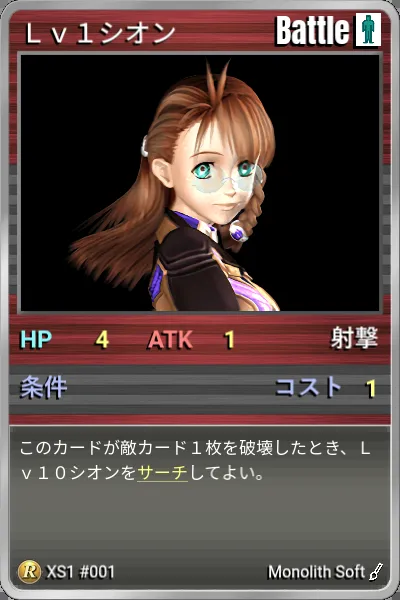 Ｌｖ１シオン
Battle
HP 4 ATK 1 射撃
条件 コスト 1
このカードが敵カード１枚を破壊したとき、Ｌ
ｖ１０シオンをサーチしてよい。
R XS1 #001 Monolith Soft